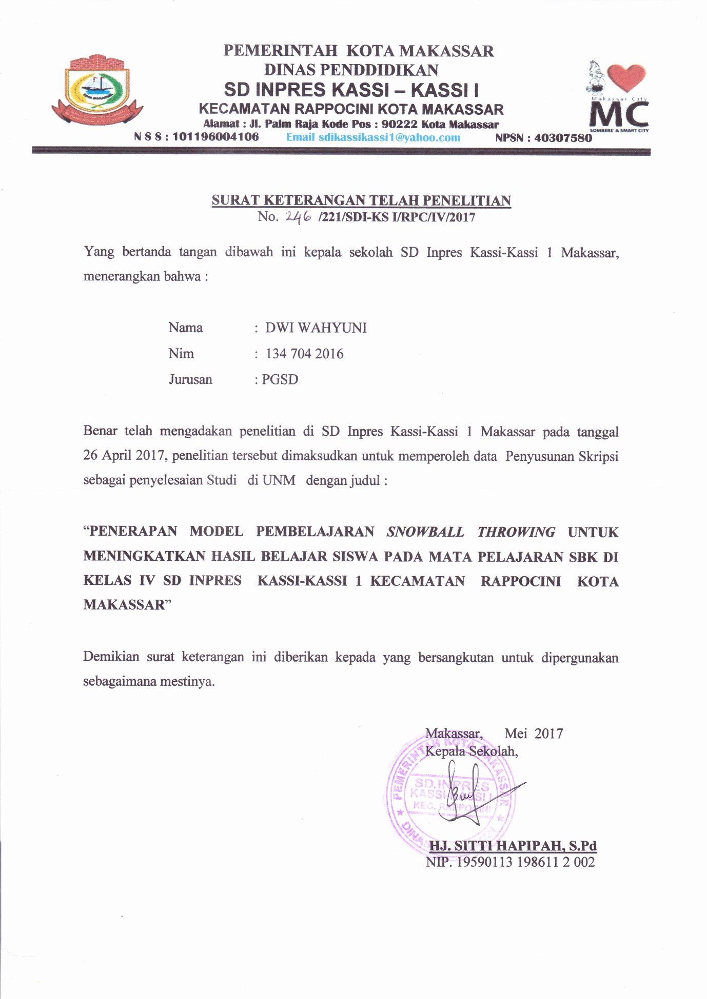 PEMERINTAH KOTA MAKASSAR
DINAS PENDDIDIKAN
SD INPRES KASSI – KASSI I
KECAMATAN RAPPOCINI KOTA MAKASSAR
Alamat : Jl. Palm Raja Kode Pos : 90222 Kota Makassar
N S S : 101196004106 Email sdikassikassi1@yahoo.com NPSN : 40307580
Makassar City
MC
SOMBERE' & SMART CITY
SURAT KETERANGAN TELAH PENELITIAN
No. 246 /221/SDI-KS I/RPC/IV/2017
Yang bertanda tangan dibawah ini kepala sekolah SD Inpres Kassi-Kassi 1 Makassar,
menerangkan bahwa :
Nama : DWI WAHYUNI
Nim : 134 704 2016
Jurusan : PGSD
Benar telah mengadakan penelitian di SD Inpres Kassi-Kassi 1 Makassar pada tanggal
26 April 2017, penelitian tersebut dimaksudkan untuk memperoleh data Penyusunan Skripsi
sebagai penyelesaian Studi di UNM dengan judul :
“PENERAPAN MODEL PEMBELAJARAN SNOWBALL THROWING UNTUK
MENINGKATKAN HASIL BELAJAR SISWA PADA MATA PELAJARAN SBK DI
KELAS IV SD INPRES KASSI-KASSI 1 KECAMATAN RAPPOCINI KOTA
MAKASSAR”
Demikian surat keterangan ini diberikan kepada yang bersangkutan untuk dipergunakan
sebagaimana mestinya.
Makassar, Mei 2017
Kepala Sekolah,
PEMERINTAH KOTA MAKASSAR
SD.INPRES
KASSI-KASSI I
KEC. RAPPOCINI
DINAS
HJ. SITTI HAPIPAH, S.Pd
NIP. 19590113 198611 2 002